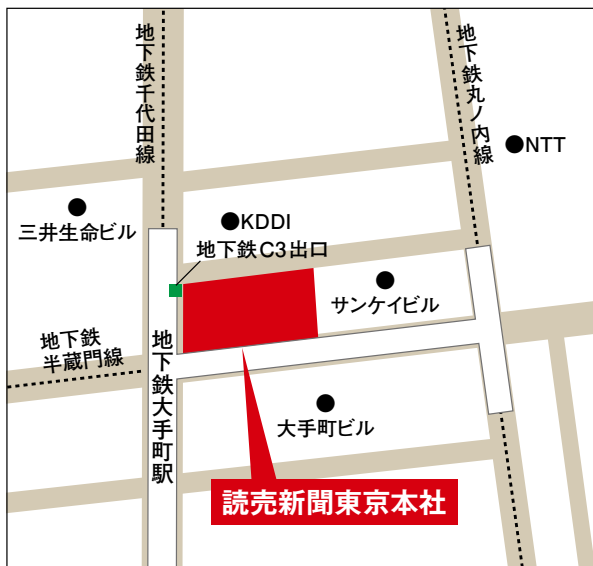 地下鉄千代田線
地下鉄丸ノ内線
NTT
三井生命ビル
KDDI
地下鉄C3出口
サンケイビル
地下鉄
半蔵門線
地下鉄大手町駅
大手町ビル
読売新聞東京本社